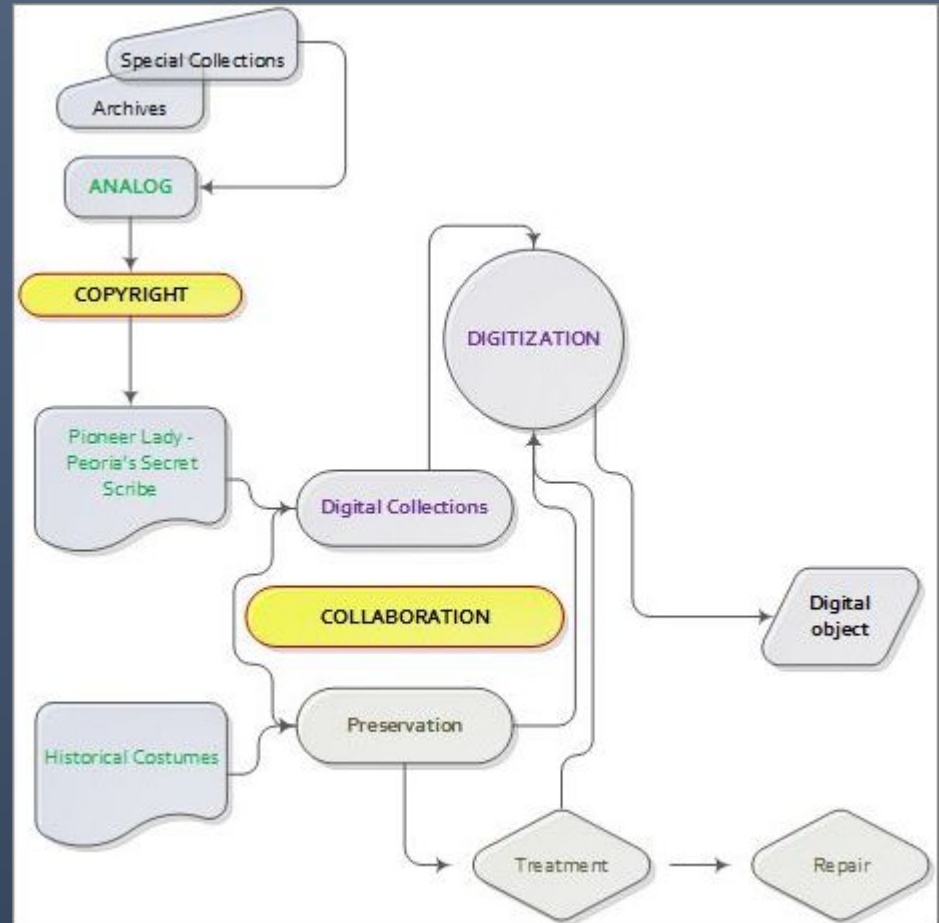 Special Collections
Archives
ANALOG
COPYRIGHT
DIGITIZATION
Pioneer Lady -
Peoria's Secret
Scribe
Digital Collections
COLLABORATION
Digital
object
Preservation
Historical Costumes
Treatment
Repair